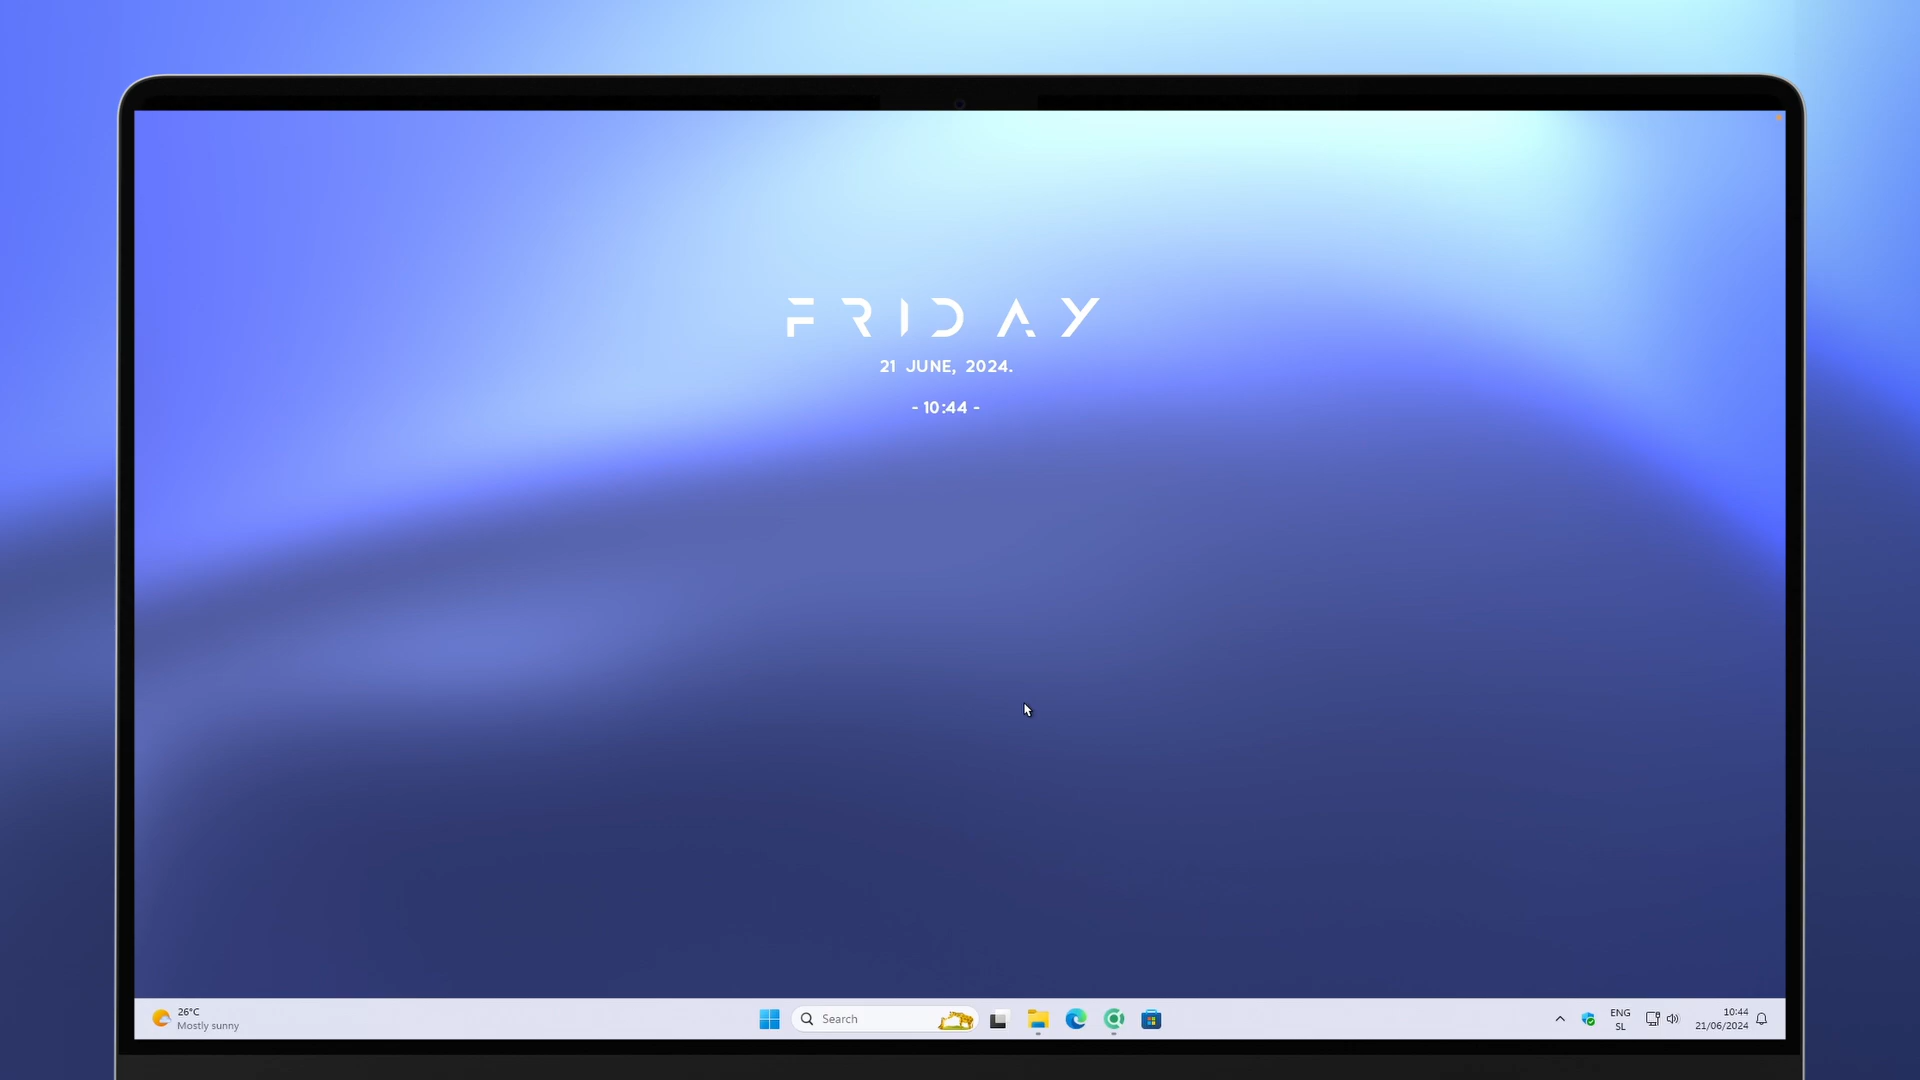 FRIDAY
21 JUNE, 2024.
- 10:44 -
26°C
Mostly sunny
Search
ENG
SL
10:44
21/06/2024